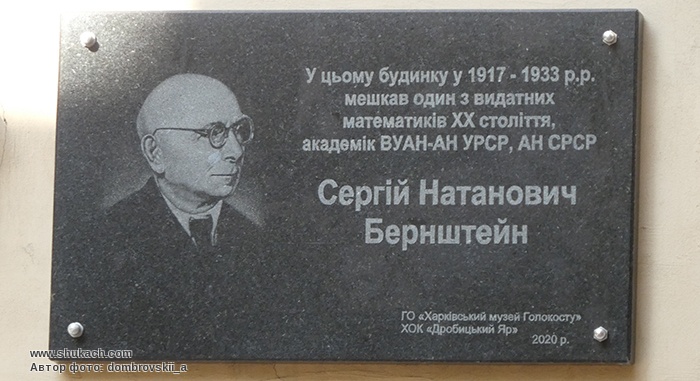 У цьому будинку у 1917 - 1933 р.р.
мешкав один з видатних
математиків XX століття,
академік ВУАН-АН УРСР, АН СРСР
Сергій Натанович
Бернштейн
ГО «Харківський музей Голокосту»
ХОК «Дробицький Яр»
2020 р.
www.shukach.com
Автор фото: dombrovskii_a